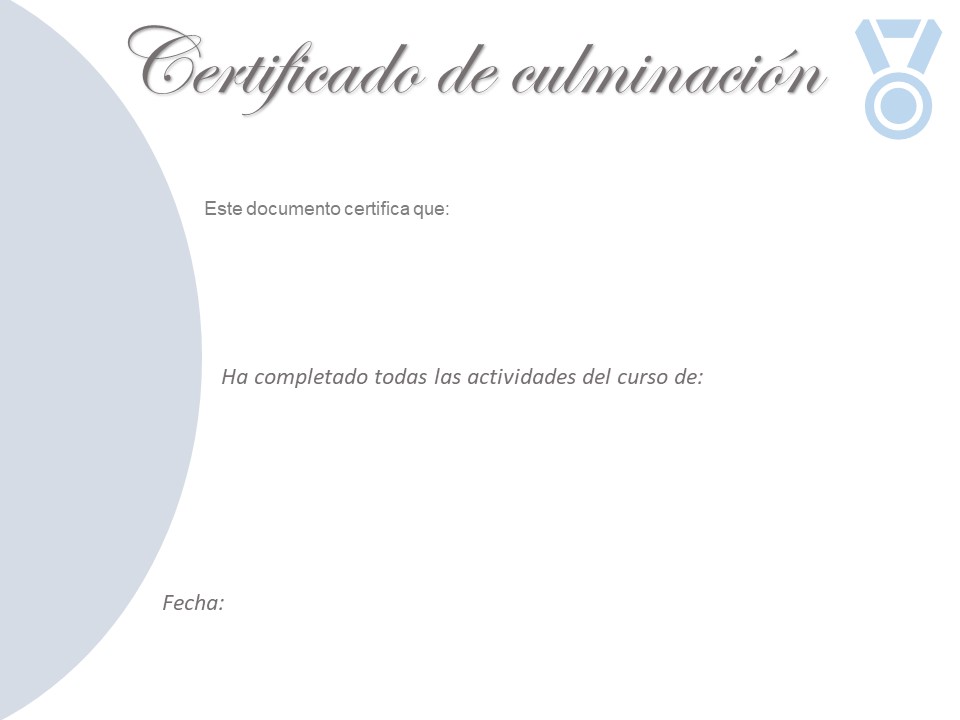 Certificado de culminación
Este documento certifica que:
Ha completado todas las actividades del curso de:
Fecha: